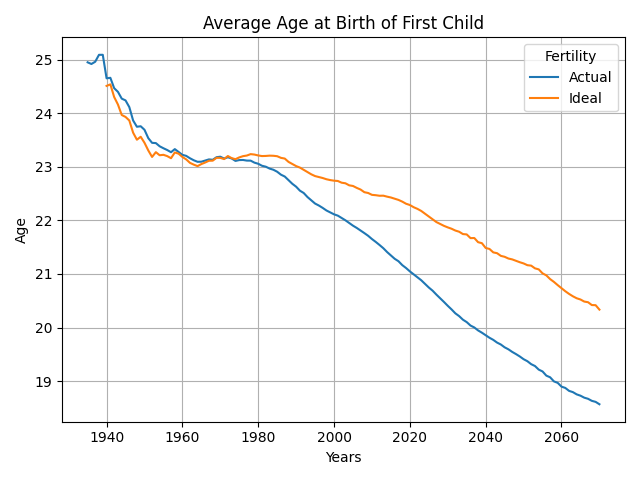 Average Age at Birth of First Child
Fertility
Actual
Ideal
Age
25
24
23
22
21
20
19
1940 1960 1980 2000 2020 2040 2060
Years